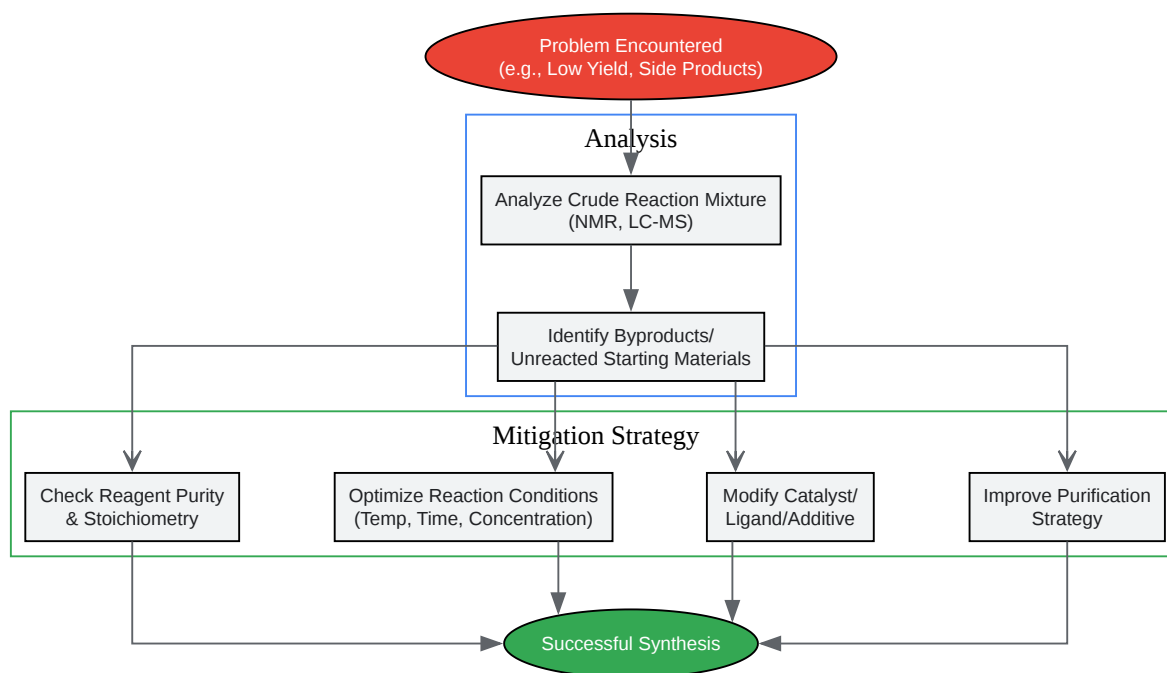 Problem Encountered
(e.g., Low Yield, Side Products)
Analysis
Analyze Crude Reaction Mixture
(NMR, LC-MS)
Identify Byproducts/
Unreacted Starting Materials
Mitigation Strategy
Check Reagent Purity
& Stoichiometry
Optimize Reaction Conditions
(Temp, Time, Concentration)
Modify Catalyst/
Ligand/Additive
Improve Purification
Strategy
Successful Synthesis